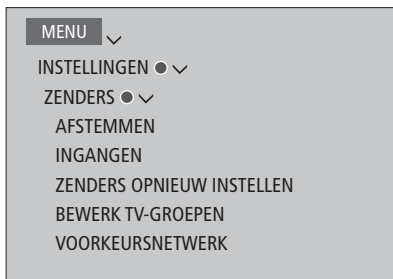 MENU
INSTELLINGEN
ZENDERS
AFSTEMMEN
INGANGEN
ZENDERS OPNIEUW INSTELLEN
BEWERK TV-GROEPEN
VOORKEURSNETWERK